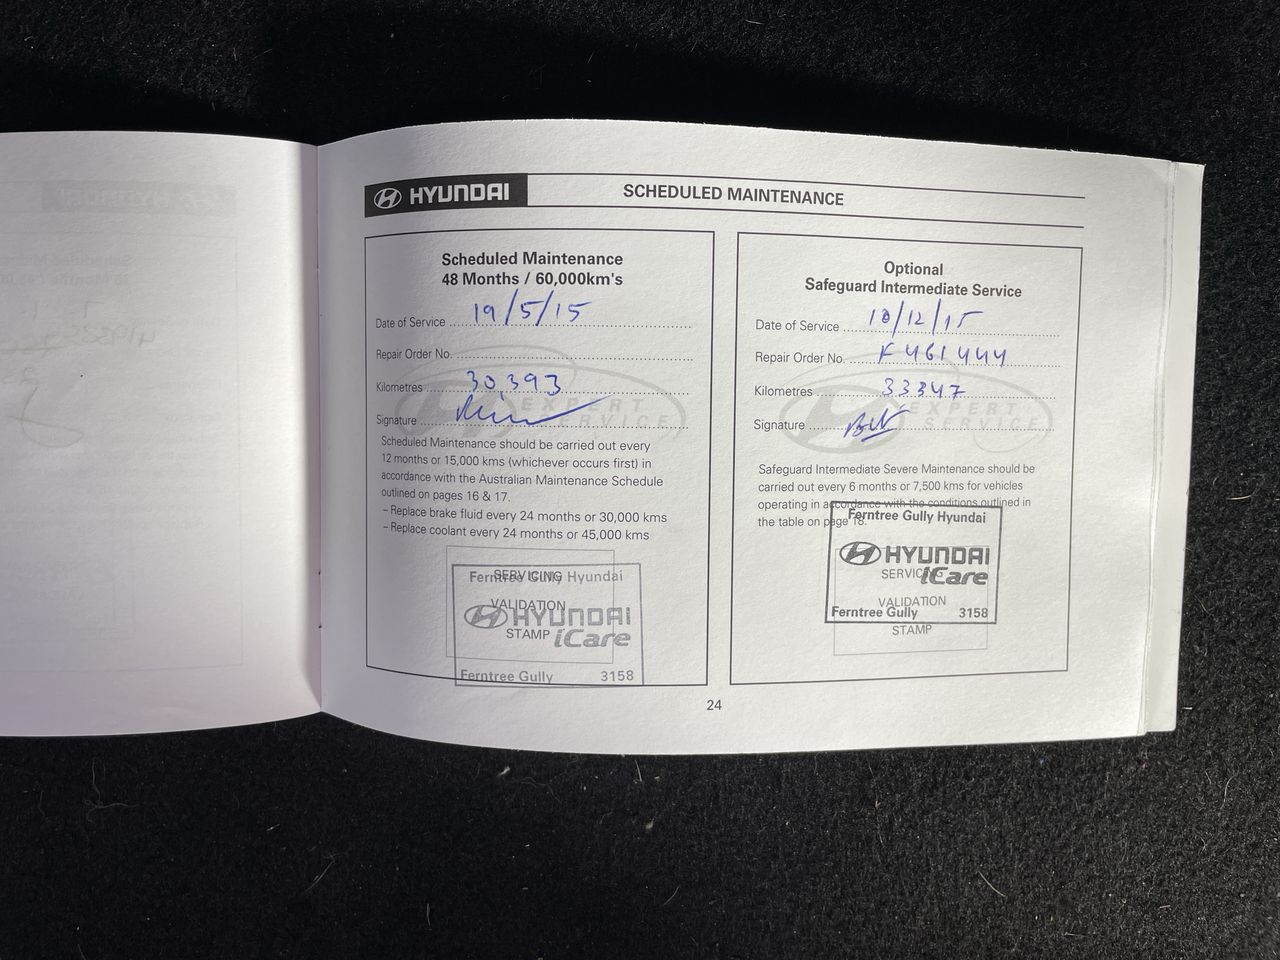 HYUNDAI SCHEDULED MAINTENANCE
Scheduled Maintenance
48 Months / 60,000km's
Date of Service 19/5/15
Repair Order No.
Kilometres 30,393
Signature
EXPERT
SERVICE
Scheduled Maintenance should be carried out every
12 months or 15,000 kms (whichever occurs first) in
accordance with the Australian Maintenance Schedule
outlined on pages 16 & 17.
– Replace brake fluid every 24 months or 30,000 kms
– Replace coolant every 24 months or 45,000 kms
SERVICING
VALIDATION
STAMP
Ferntree Gully Hyundai
HYUNDAI
iCare
Ferntree Gully 3158
Optional
Safeguard Intermediate Service
Date of Service 10/12/15
Repair Order No. F461444
Kilometres 33347
Signature
EXPERT
SERVICE
Safeguard Intermediate Severe Maintenance should be
carried out every 6 months or 7,500 kms for vehicles
operating in accordance with the conditions outlined in
the table on page 18.
Ferntree Gully Hyundai
HYUNDAI
iCare
Ferntree Gully 3158
SERVICING
VALIDATION
STAMP
24